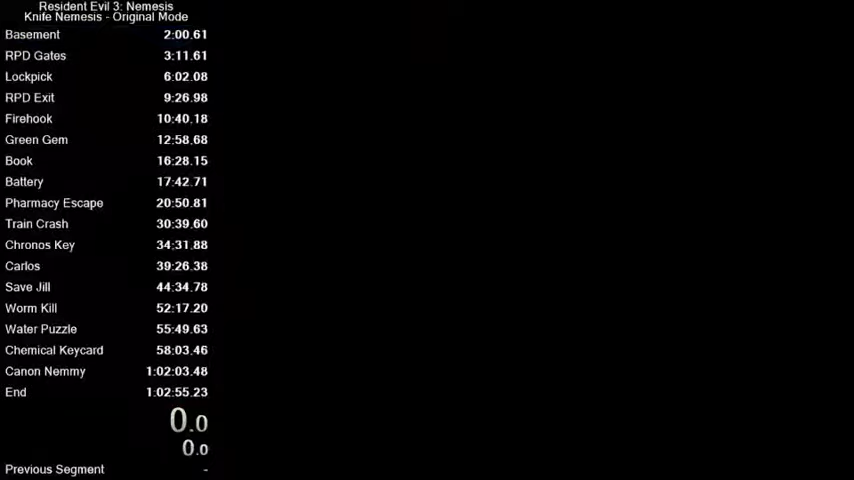 Resident Evil 3: Nemesis
Knife Nemesis - Original Mode
Basement 2:00.61
RPD Gates 3:11.61
Lockpick 6:02.08
RPD Exit 9:26.98
Firehook 10:40.18
Green Gem 12:58.68
Book 16:28.15
Battery 17:42.71
Pharmacy Escape 20:50.81
Train Crash 30:39.60
Chronos Key 34:31.88
Carlos 39:26.38
Save Jill 44:34.78
Worm Kill 52:17.20
Water Puzzle 55:49.63
Chemical Keycard 58:03.46
Canon Nemmy 1:02:03.48
End 1:02:55.23
0.0
0.0
Previous Segment -